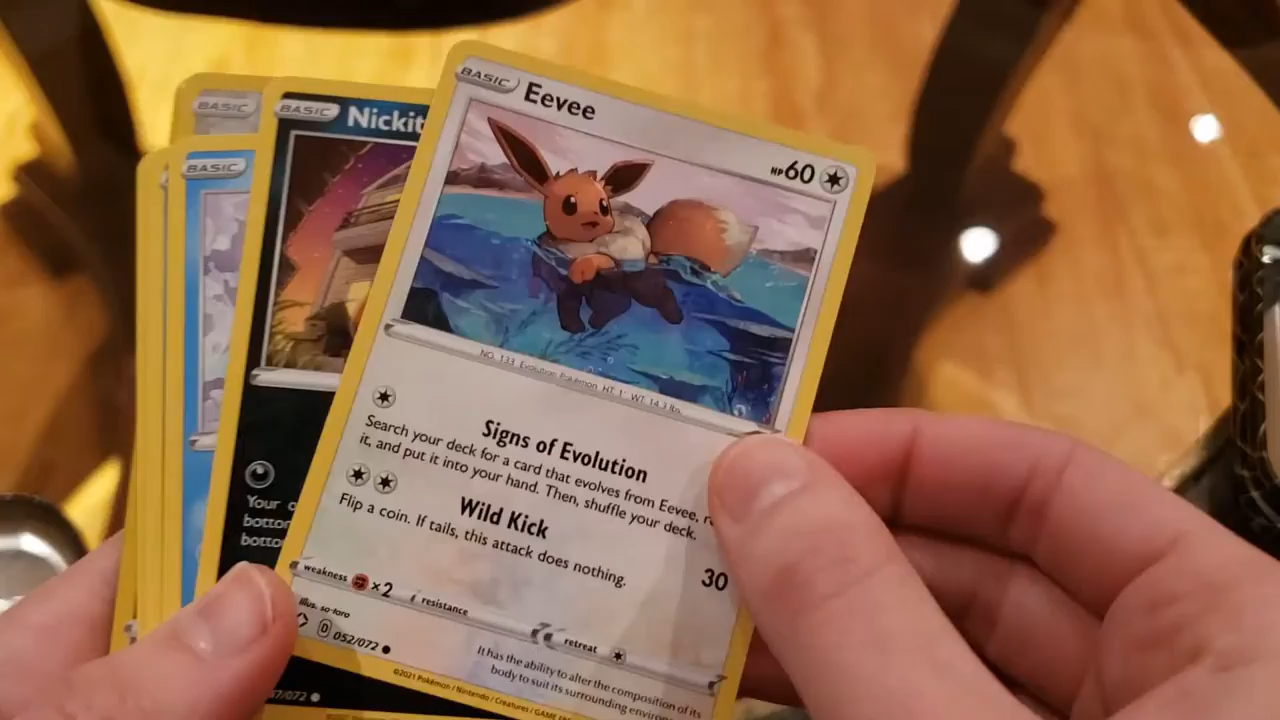 BASIC
BASIC
BASIC Nickit
BASIC Eevee HP 60
NO. 133 Evolution Pokémon HT: 1' WT: 14.3 lbs.
Signs of Evolution
Search your deck for a card that evolves from Eevee,
it, and put it into your hand. Then, shuffle your deck.
Wild Kick
30
Flip a coin. If tails, this attack does nothing.
weakness ×2 resistance
retreat
Illus. so-taro
D 052/072
It has the ability to alter the composition of its
body to suit its surrounding
©2021 Pokémon / Nintendo / Creatures / GAME
Your
bottom
7/072